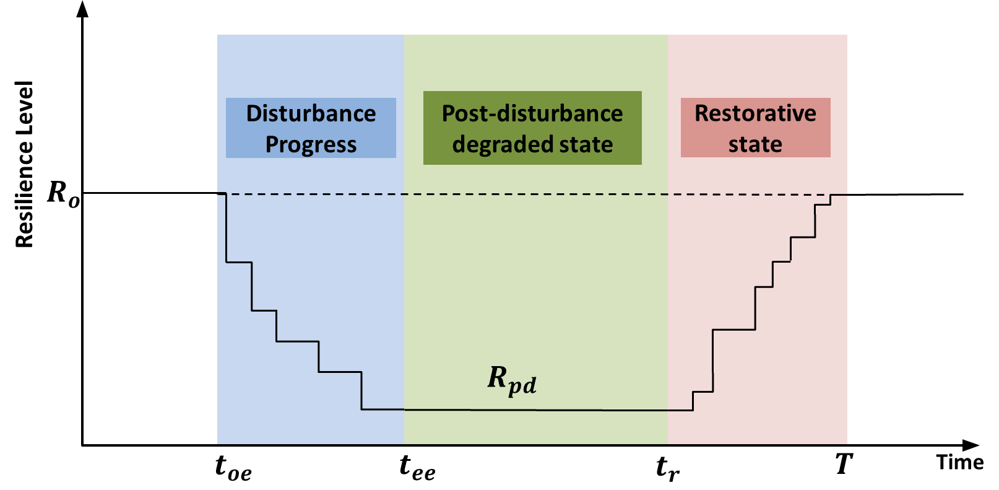 Resilience Level
Disturbance
Progress
Post-disturbance
degraded state
Restorative
state
R_o
R_pd
t_oe
t_ee
t_r
T
Time